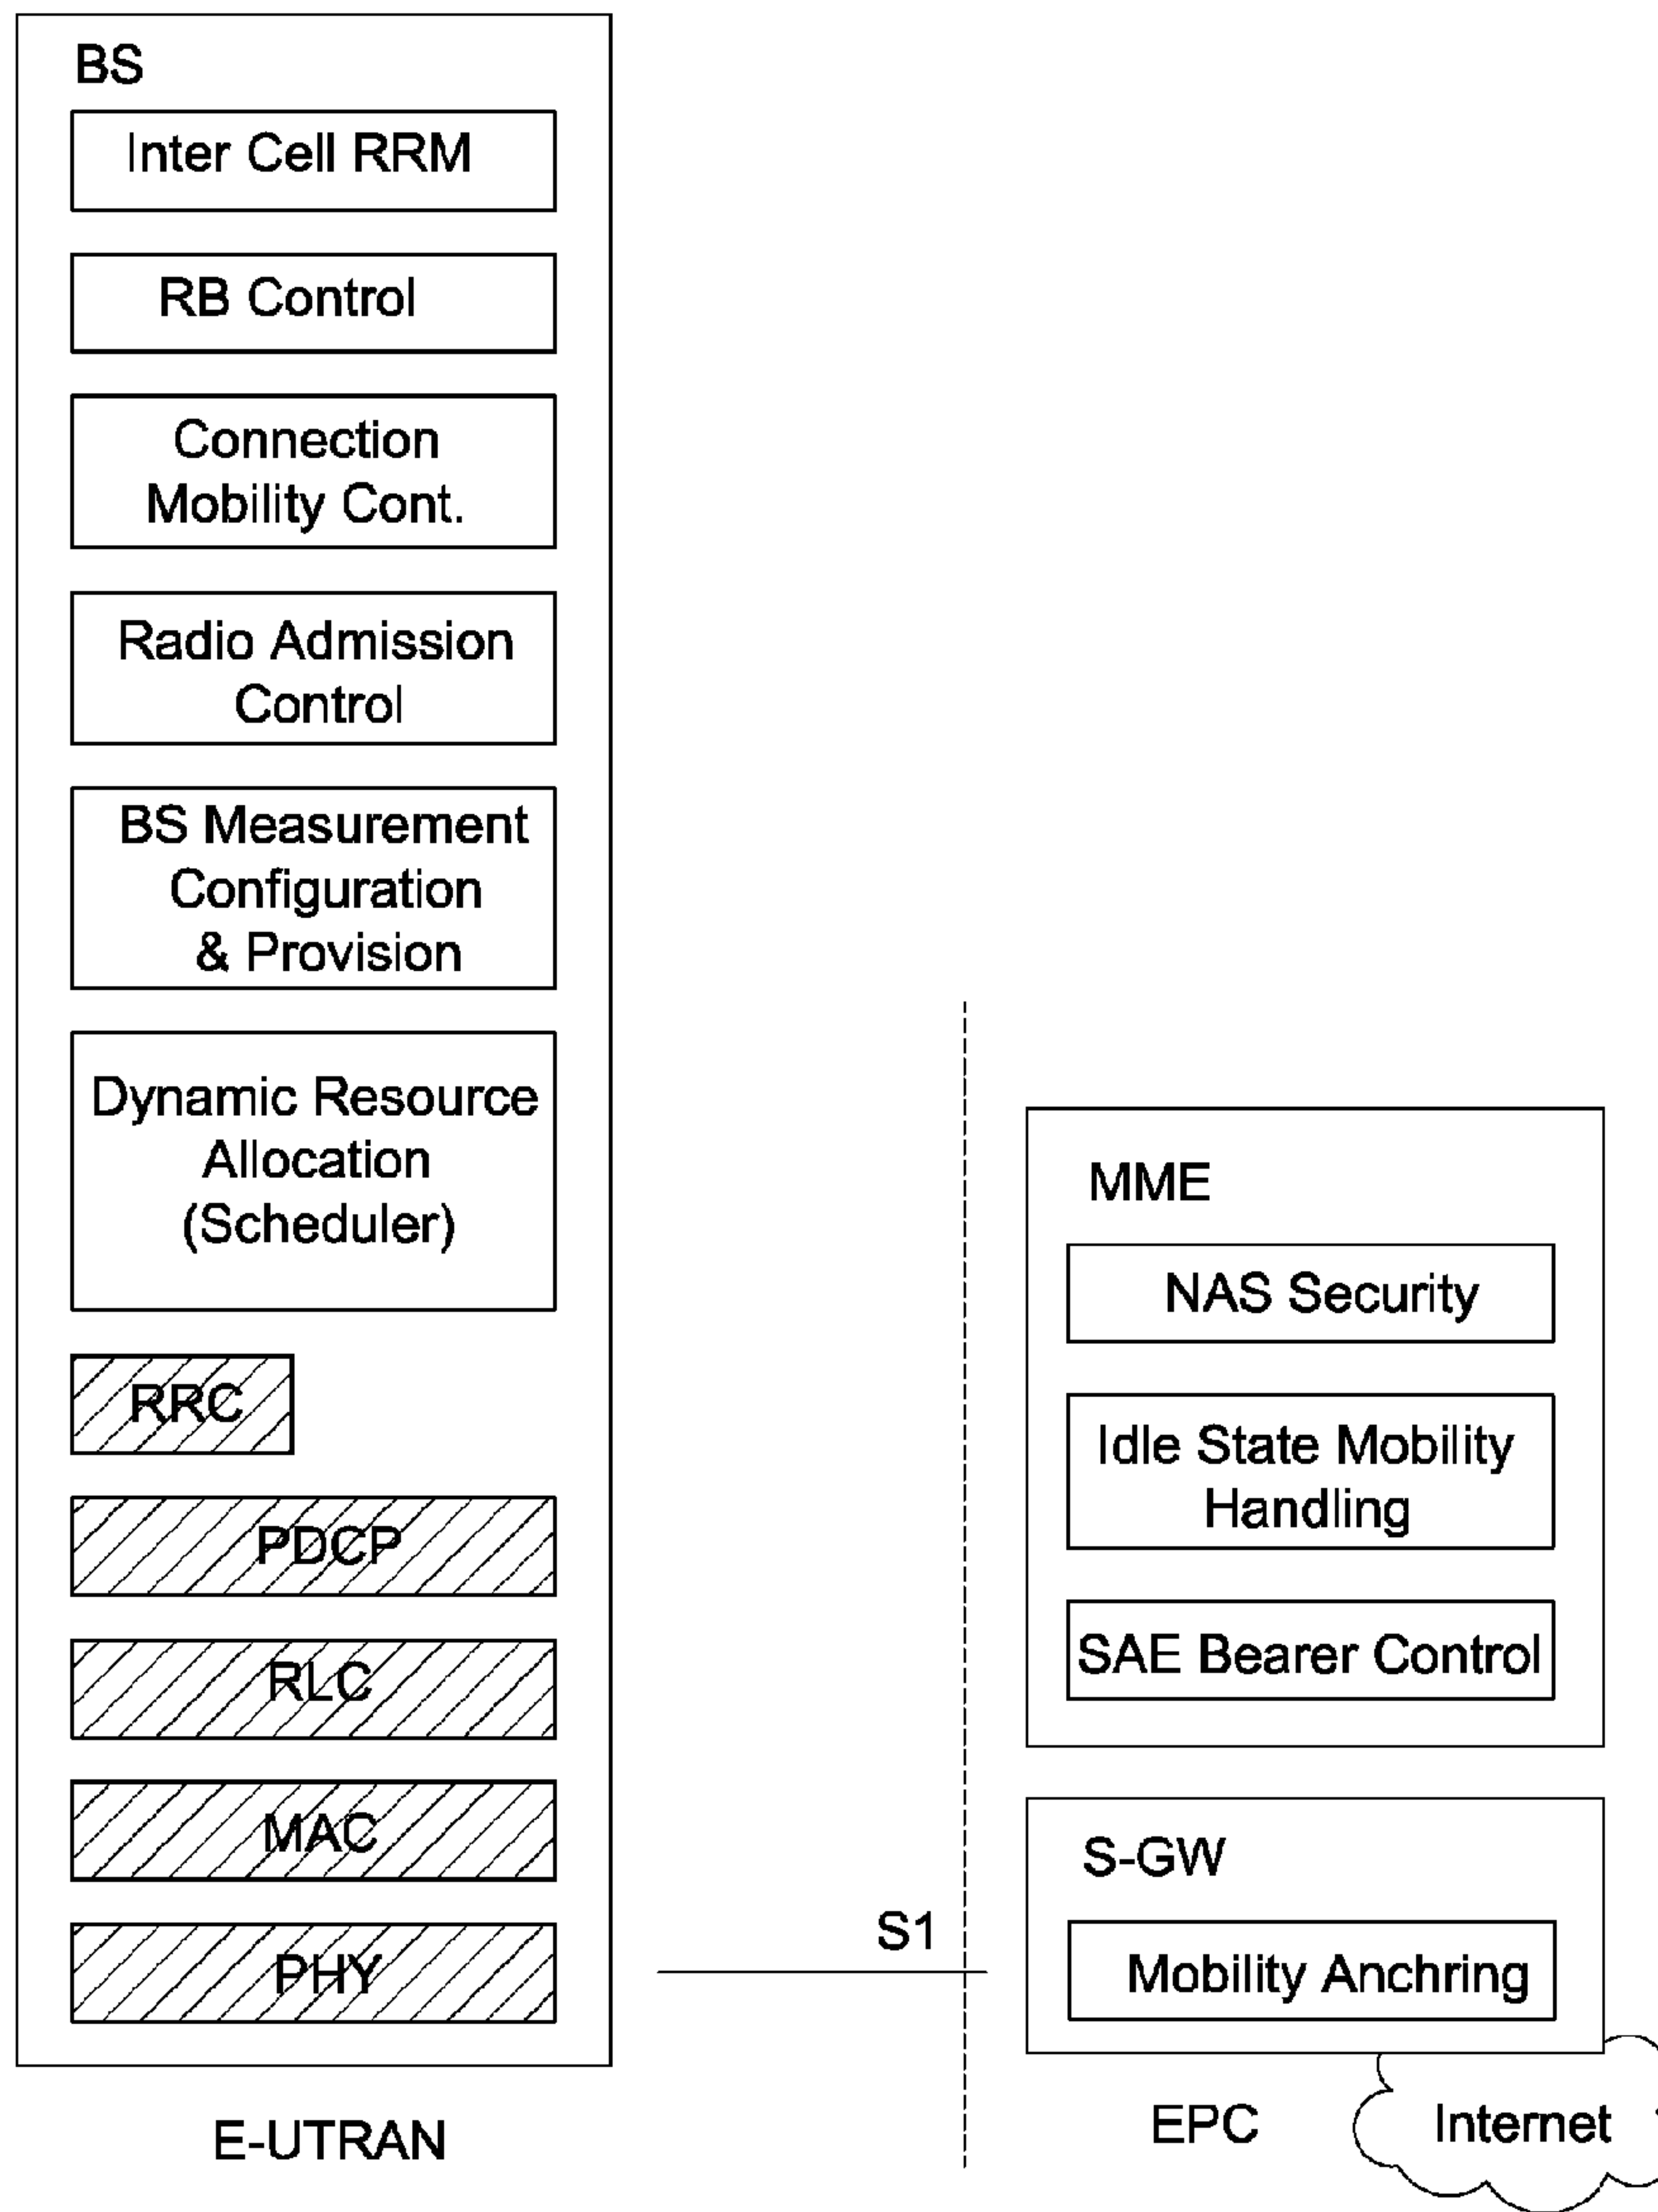 BS
Inter Cell RRM
RB Control
Connection
Mobility Cont.
Radio Admission
Control
BS Measurement
Configuration
& Provision
Dynamic Resource
Allocation
(Scheduler)
RRC
PDCP
RLC
MAC
PHY
E-UTRAN
S1
MME
NAS Security
Idle State Mobility
Handling
SAE Bearer Control
S-GW
Mobility Anchring
EPC
Internet